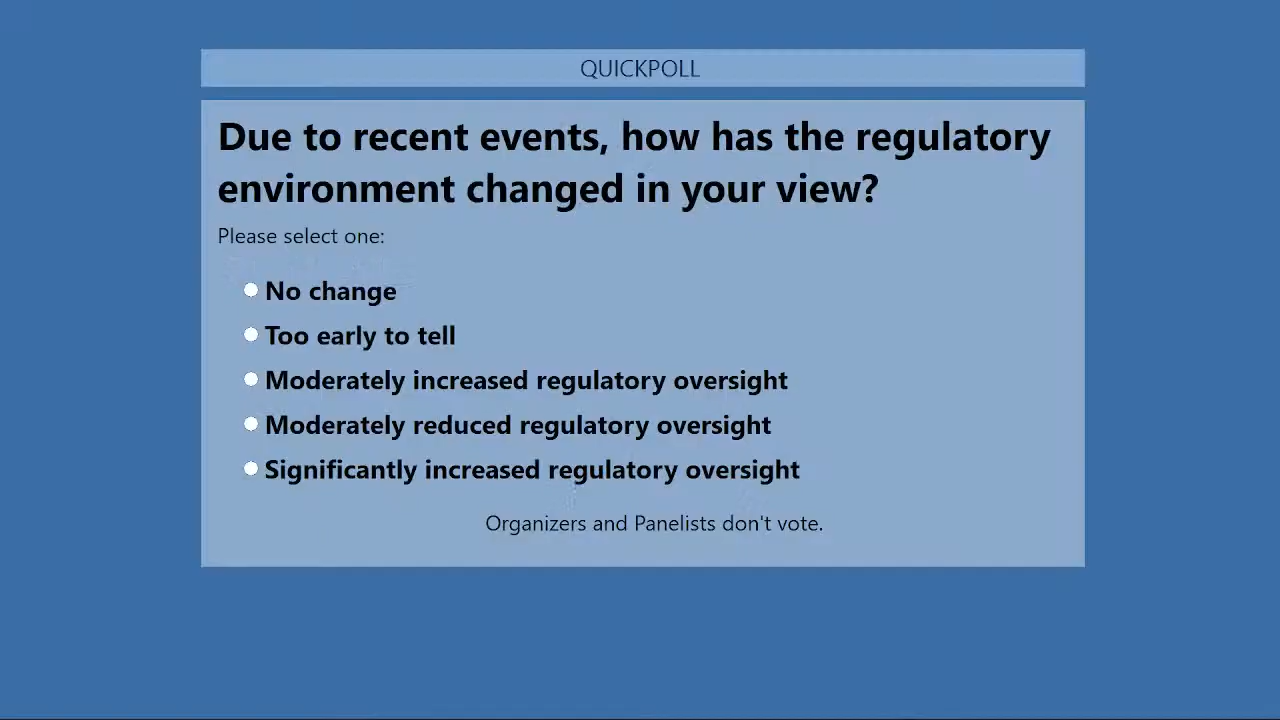 QUICKPOLL
Due to recent events, how has the regulatory
environment changed in your view?
Please select one:
No change
Too early to tell
Moderately increased regulatory oversight
Moderately reduced regulatory oversight
Significantly increased regulatory oversight
Organizers and Panelists don't vote.